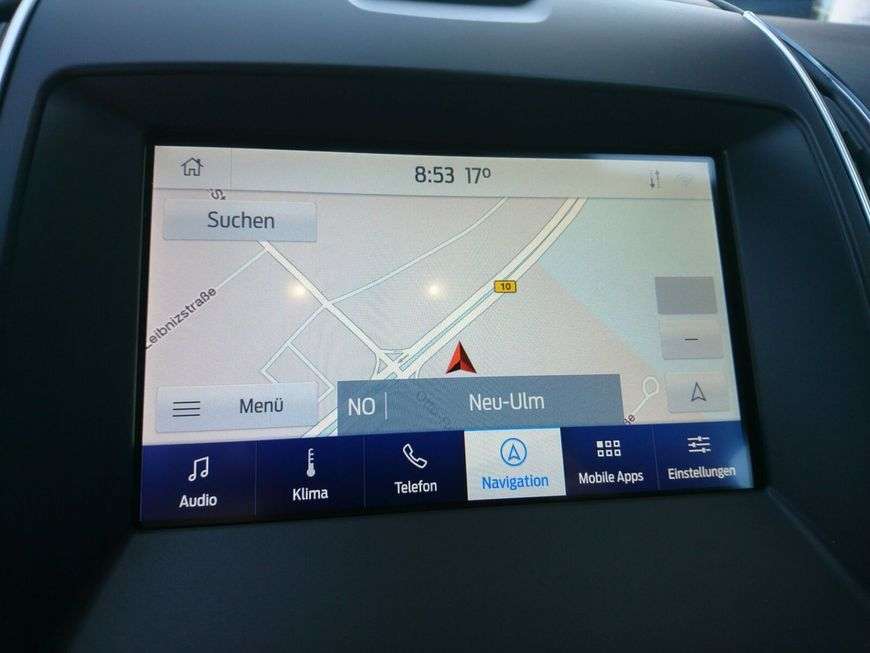 8:53 17°
Suchen
10
Leibnizstraße
Menü
NO
Neu-Ulm
Audio
Klima
Telefon
Navigation
Mobile Apps
Einstellungen